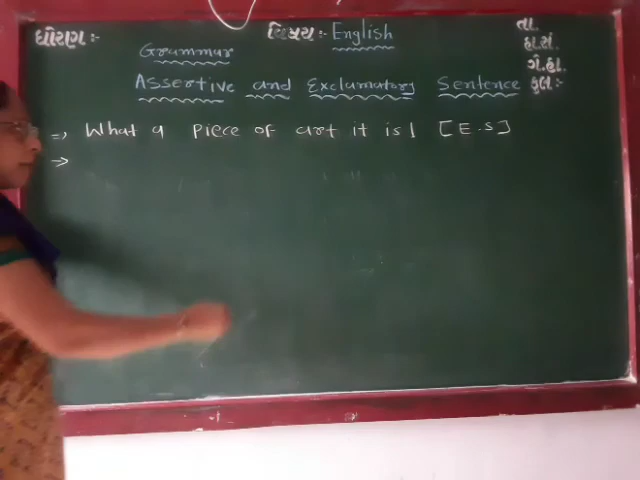 ધોરણ :- વિષય :- English તા.
Grammar હા.સં.
ગે.હા.
Assertive and Exclamatory Sentence કુલ :-
=> What a piece of art it is! [E.S]
→